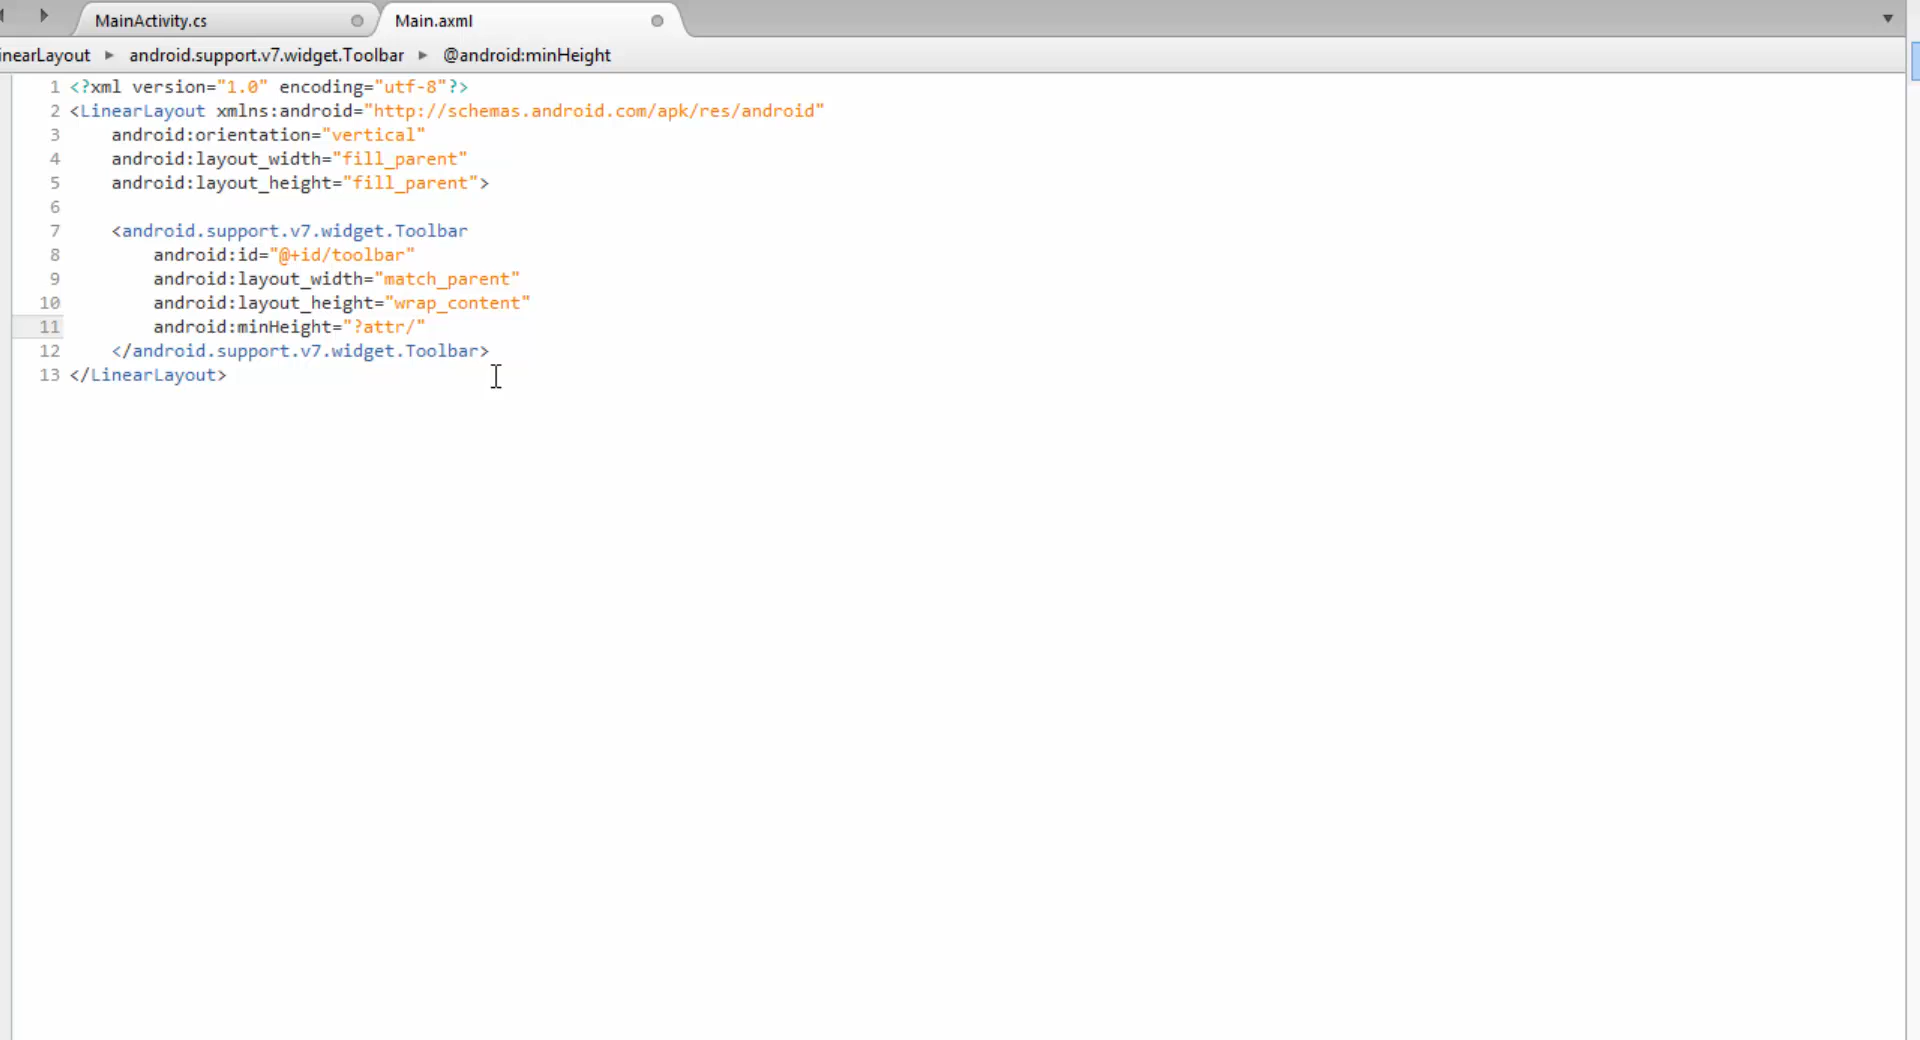 MainActivity.cs
Main.axml
inearLayout ▸ android.support.v7.widget.Toolbar ▸ @android:minHeight
1 <?xml version="1.0" encoding="utf-8"?>
2 <LinearLayout xmlns:android="http://schemas.android.com/apk/res/android"
3     android:orientation="vertical"
4     android:layout_width="fill_parent"
5     android:layout_height="fill_parent">
6
7     <android.support.v7.widget.Toolbar
8         android:id="@+id/toolbar"
9         android:layout_width="match_parent"
10         android:layout_height="wrap_content"
11         android:minHeight="?attr/"
12     </android.support.v7.widget.Toolbar>
13 </LinearLayout>